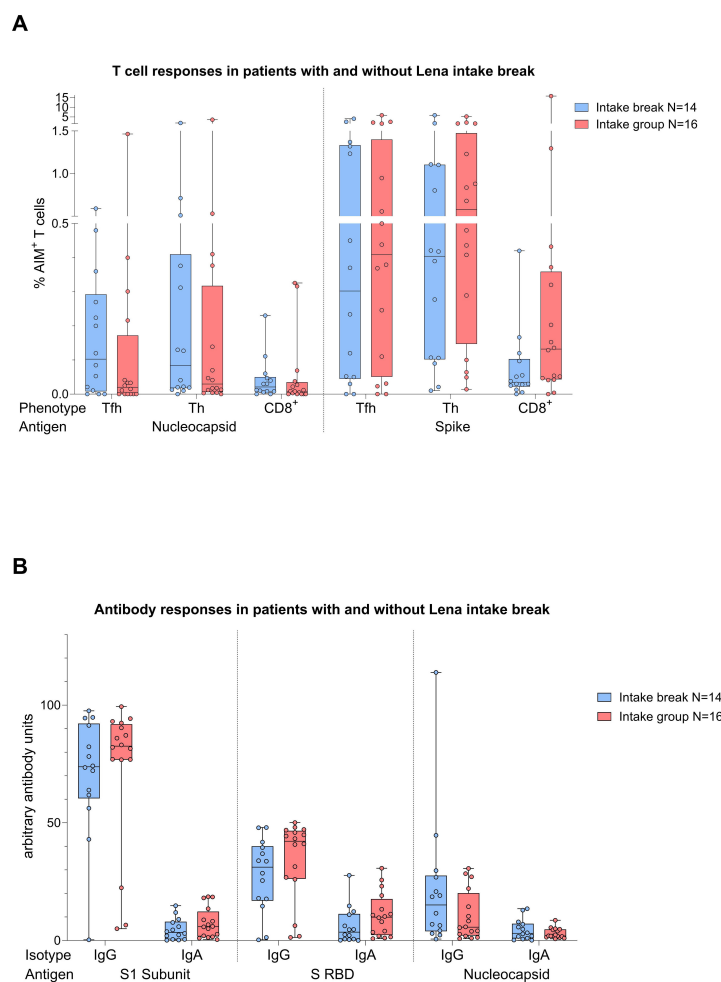 A
T cell responses in patients with and without Lena intake break
Intake break N=14
Intake group N=16
% AIM⁺ T cells
15
10
5
1.5
1.0
0.5
0.0
Phenotype Tfh Th CD8⁺ Tfh Th CD8⁺
Antigen Nucleocapsid Spike
B
Antibody responses in patients with and without Lena intake break
Intake break N=14
Intake group N=16
arbitrary antibody units
100
50
0
Isotype IgG IgA IgG IgA IgG IgA
Antigen S1 Subunit S RBD Nucleocapsid